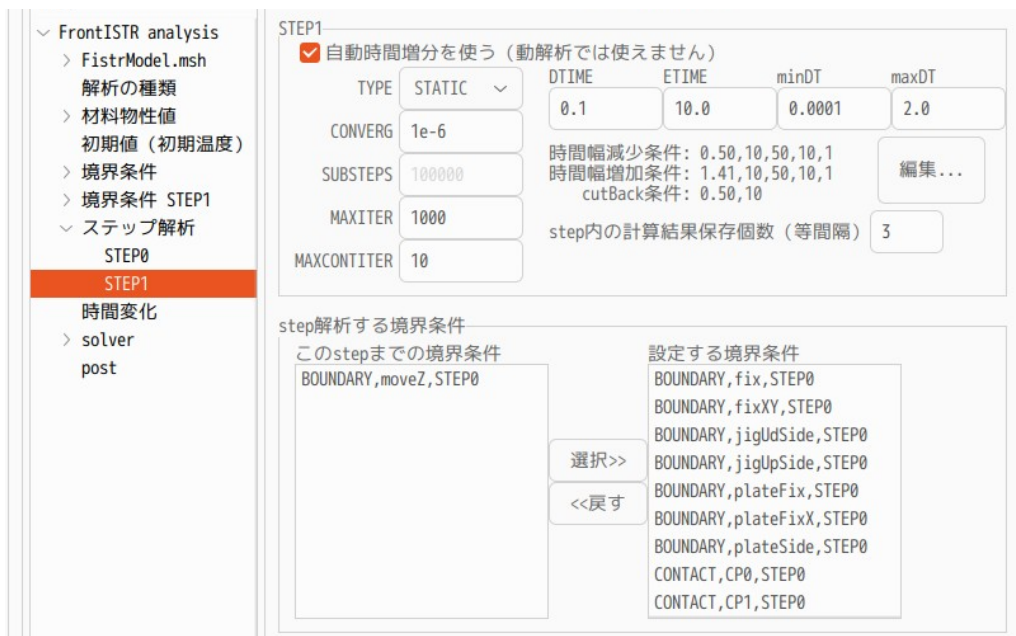 FrontISTR analysis
FistrModel.msh
解析の種類
材料物性値
初期値（初期温度）
境界条件
境界条件 STEP1
ステップ解析
STEP0
STEP1
時間変化
solver
post
STEP1
自動時間増分を使う（動解析では使えません）
TYPE STATIC
CONVERG 1e-6
SUBSTEPS 100000
MAXITER 1000
MAXCONTITER 10
DTIME ETIME minDT maxDT
0.1 10.0 0.0001 2.0
時間幅減少条件: 0.50,10,50,10,1
時間幅増加条件: 1.41,10,50,10,1
cutBack条件: 0.50,10
編集...
step内の計算結果保存個数（等間隔） 3
step解析する境界条件
このstepまでの境界条件
BOUNDARY,moveZ,STEP0
選択>>
<<戻す
設定する境界条件
BOUNDARY,fix,STEP0
BOUNDARY,fixXY,STEP0
BOUNDARY,jigUdSide,STEP0
BOUNDARY,jigUpSide,STEP0
BOUNDARY,plateFix,STEP0
BOUNDARY,plateFixX,STEP0
BOUNDARY,plateSide,STEP0
CONTACT,CP0,STEP0
CONTACT,CP1,STEP0